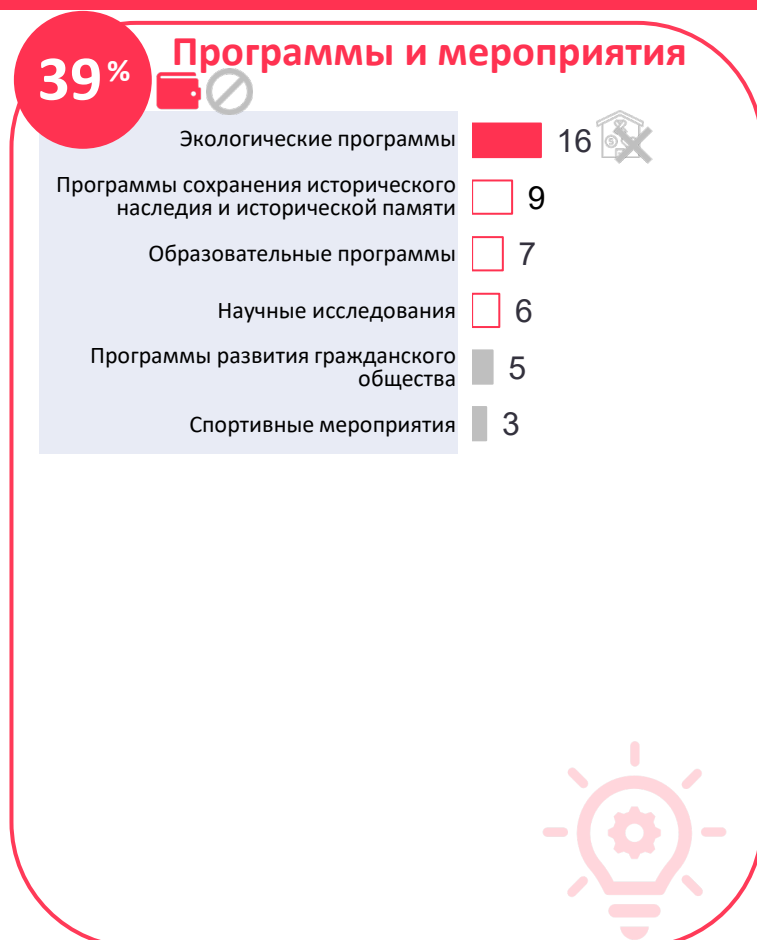 39%
Программы и мероприятия
Экологические программы 16
Программы сохранения исторического
наследия и исторической памяти 9
Образовательные программы 7
Научные исследования 6
Программы развития гражданского
общества 5
Спортивные мероприятия 3